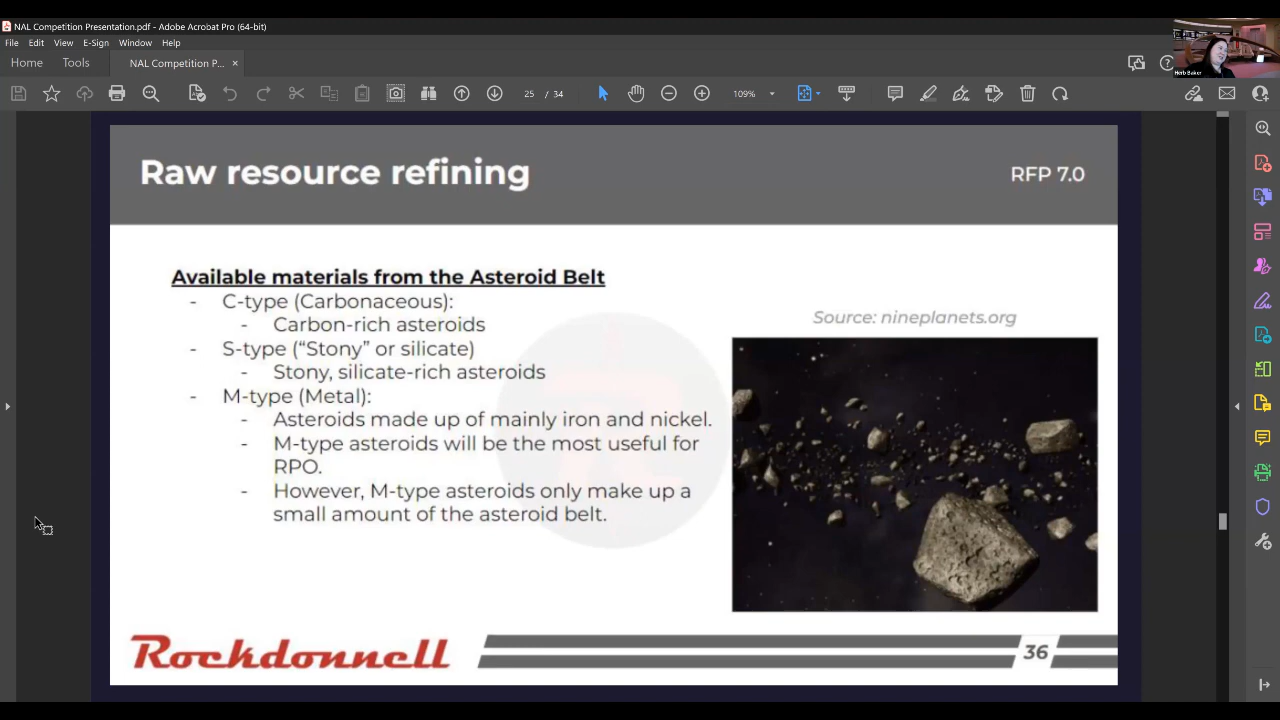 NAL Competition Presentation.pdf - Adobe Acrobat Pro (64-bit)
File Edit View E-Sign Window Help
Home Tools NAL Competition P... ×
25 / 34 109%
Herb Baker
Raw resource refining
RFP 7.0
Available materials from the Asteroid Belt
- C-type (Carbonaceous):
- Carbon-rich asteroids
- S-type (“Stony” or silicate)
- Stony, silicate-rich asteroids
- M-type (Metal):
- Asteroids made up of mainly iron and nickel.
- M-type asteroids will be the most useful for
RPO.
- However, M-type asteroids only make up a
small amount of the asteroid belt.
Source: nineplanets.org
Rockdonnell
36